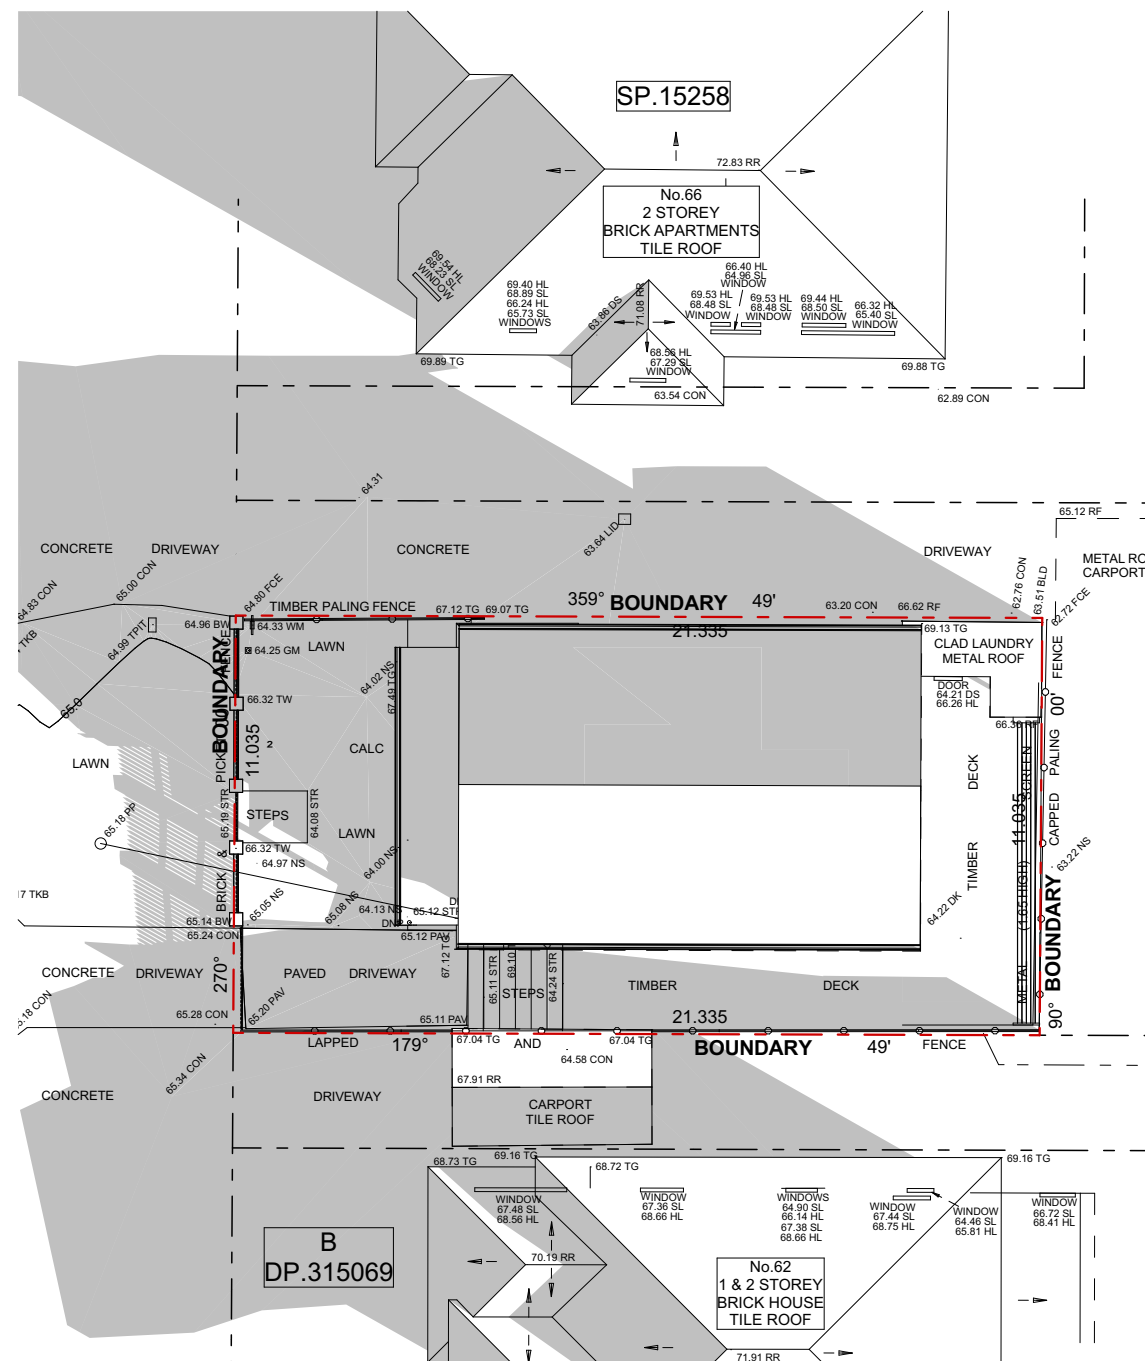 SP.15258
72.83 RR
No.66
2 STOREY
BRICK APARTMENTS
TILE ROOF
69.54 HL
68.23 SL
WINDOW
69.40 HL
68.89 SL
66.24 HL
65.73 SL
WINDOWS
63.86 DS
71.08 RR
66.40 HL
64.96 SL
WINDOW
69.53 HL
68.48 SL
WINDOW
69.53 HL
68.48 SL
WINDOW
69.44 HL
68.50 SL
WINDOW
66.32 HL
65.40 SL
WINDOW
68.56 HL
67.29 SL
WINDOW
69.89 TG
69.88 TG
63.54 CON
62.89 CON
64.31
63.64 LID
65.12 RF
CONCRETE
DRIVEWAY
CONCRETE
DRIVEWAY
METAL RO
CARPORT
64.83 CON
65.00 CON
64.80 FCE
62.76 CON
63.51 BLD
62.72 FCE
TIMBER PALING FENCE
67.12 TG
69.07 TG
359°
BOUNDARY
49'
63.20 CON
66.62 RF
21.335
69.13 TG
TKB
64.99 TPIT
64.96 BW
64.33 WM
64.25 GM
LAWN
64.02 NS
67.49 TG
CLAD LAUNDRY
METAL ROOF
DOOR
64.21 DS
66.26 HL
66.36 RF
FENCE
00'
PALING
CAPPED
65.0
66.32 TW
BOUNDARY
FENCE
PICKET
11.035
2
CALC
LAWN
65.18 PP
65.19 STR
STEPS
64.08 STR
LAWN
66.32 TW
64.97 NS
64.00 NS
BRICK &
DECK
TIMBER
SCREEN
11.035
(1.65 HIGH)
METAL
63.22 NS
64.22 DK
17 TKB
65.14 BW
65.24 CON
65.05 NS
65.08 NS
64.13 NS
65.12 STR
65.12 PAV
67.12 TG
CONCRETE
DRIVEWAY
270°
PAVED
DRIVEWAY
65.11 STR
69.10
64.24 STR
STEPS
TIMBER
DECK
BOUNDARY
90°
5.18 CON
65.28 CON
65.20 PAV
65.11 PAV
21.335
LAPPED
179°
67.04 TG
AND
67.04 TG
BOUNDARY
49'
FENCE
64.58 CON
65.34 CON
67.91 RR
CONCRETE
DRIVEWAY
CARPORT
TILE ROOF
68.73 TG
69.16 TG
68.72 TG
69.16 TG
WINDOW
67.48 SL
68.56 HL
WINDOW
67.36 SL
68.66 HL
WINDOWS
64.90 SL
66.14 HL
67.38 SL
68.66 HL
WINDOW
67.44 SL
68.75 HL
WINDOW
64.46 SL
65.81 HL
WINDOW
66.72 SL
68.41 HL
B
DP.315069
70.19 RR
No.62
1 & 2 STOREY
BRICK HOUSE
TILE ROOF
71.91 RR